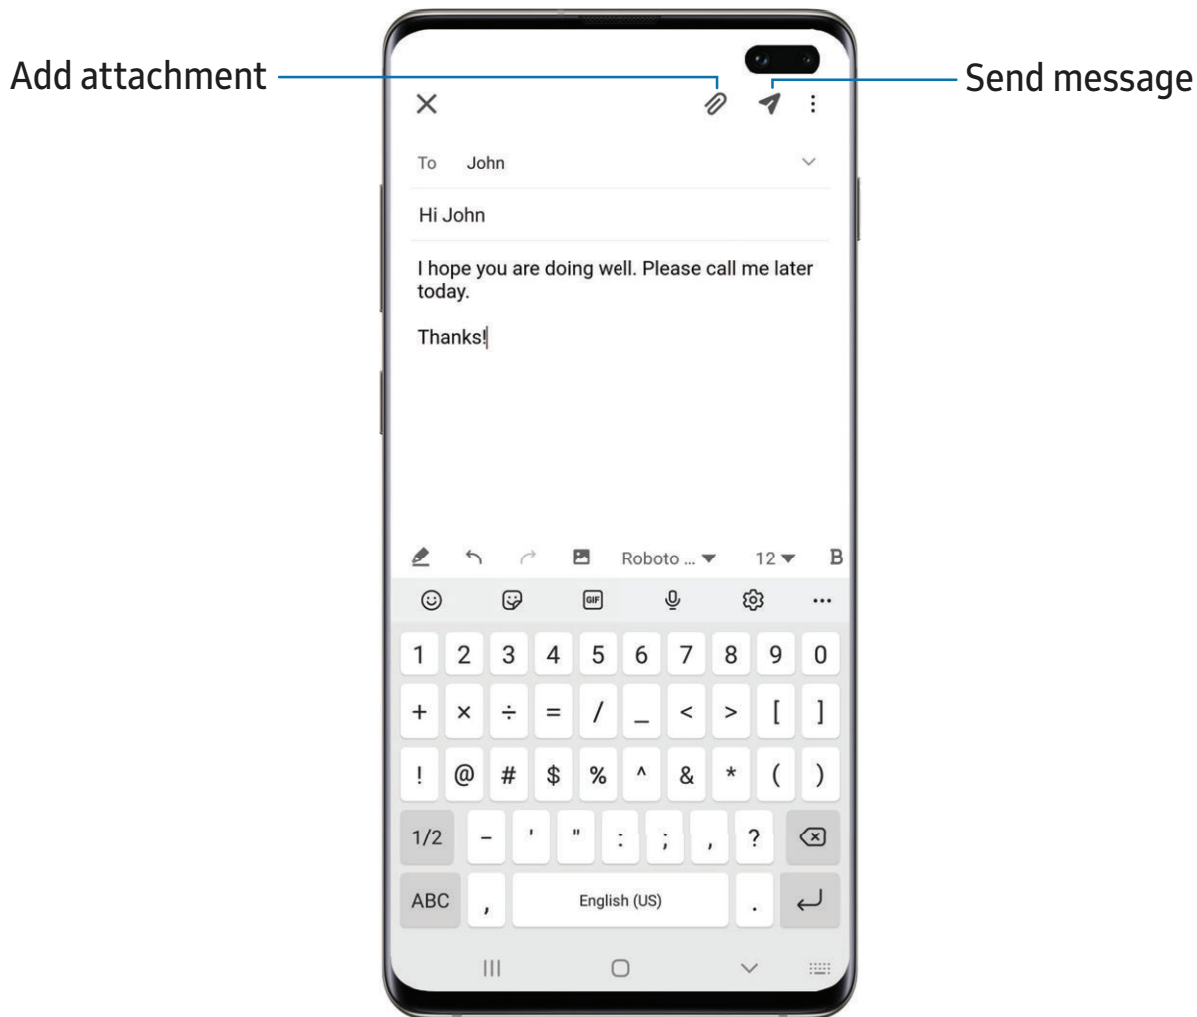 Add attachment
Send message
To John
Hi John
I hope you are doing well. Please call me later
today.
Thanks!
Roboto ... 12 B
GIF
1 2 3 4 5 6 7 8 9 0
+ × ÷ = / _ < > [ ]
! @ # $ % ^ & * ( )
1/2 - ' " : ; , ?
ABC , English (US) .